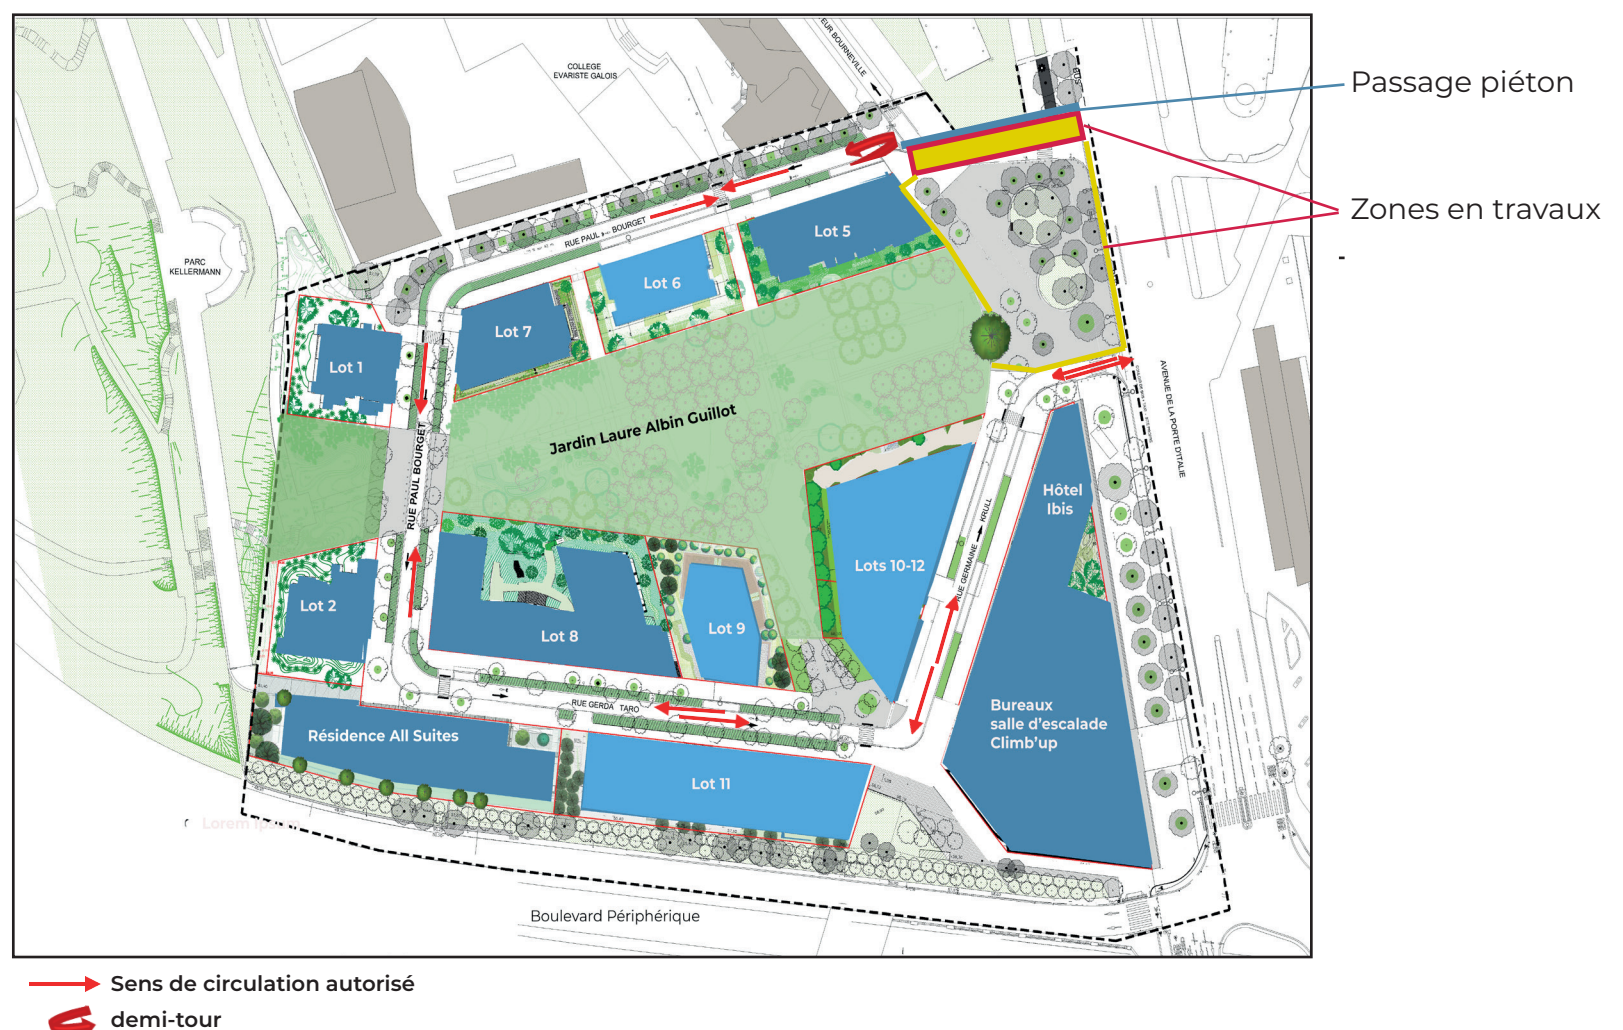 COLLEGE
EVARISTE GALOIS
EUR BOURNEVILLE
Passage piéton
Zones en travaux
PARC
KELLERMANN
RUE PAUL BOURGET
Lot 5
Lot 6
Lot 7
Lot 1
Jardin Laure Albin Guillot
AVENUE DE LA PORTE D'ITALIE
RUE PAUL BOURGET
Hôtel
Ibis
Lots 10-12
RUE GERMAINE KRULL
Lot 2
Lot 8
Lot 9
RUE GERDA TARO
Résidence All Suites
Bureaux
salle d'escalade
Climb'up
Lot 11
Lorem ipsum
Boulevard Périphérique
Sens de circulation autorisé
demi-tour